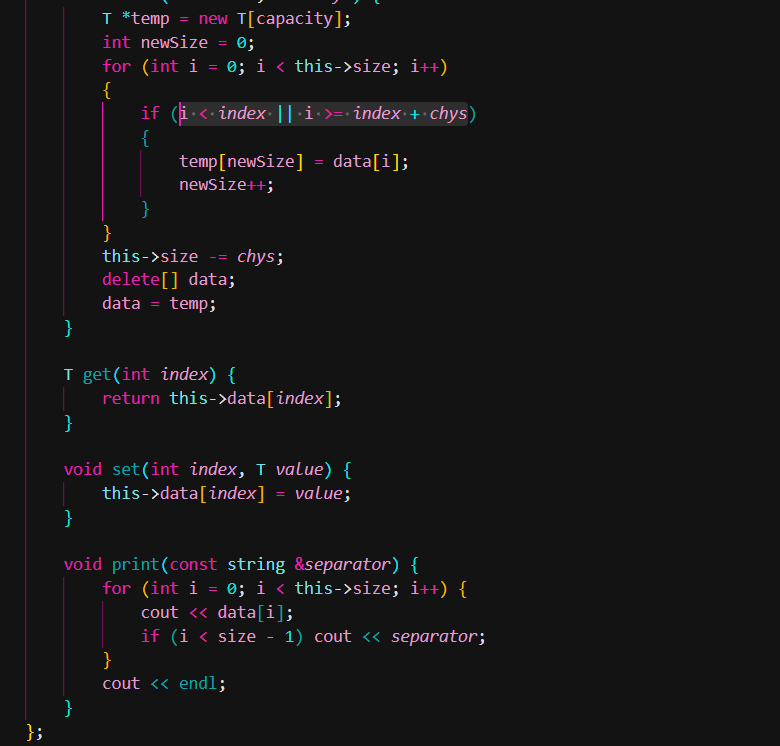 T *temp = new T[capacity];
int newSize = 0;
for (int i = 0; i < this->size; i++)
{
if (i < index || i >= index + chys)
{
temp[newSize] = data[i];
newSize++;
}
}
this->size -= chys;
delete[] data;
data = temp;
}
T get(int index) {
return this->data[index];
}
void set(int index, T value) {
this->data[index] = value;
}
void print(const string &separator) {
for (int i = 0; i < this->size; i++) {
cout << data[i];
if (i < size - 1) cout << separator;
}
cout << endl;
}
};